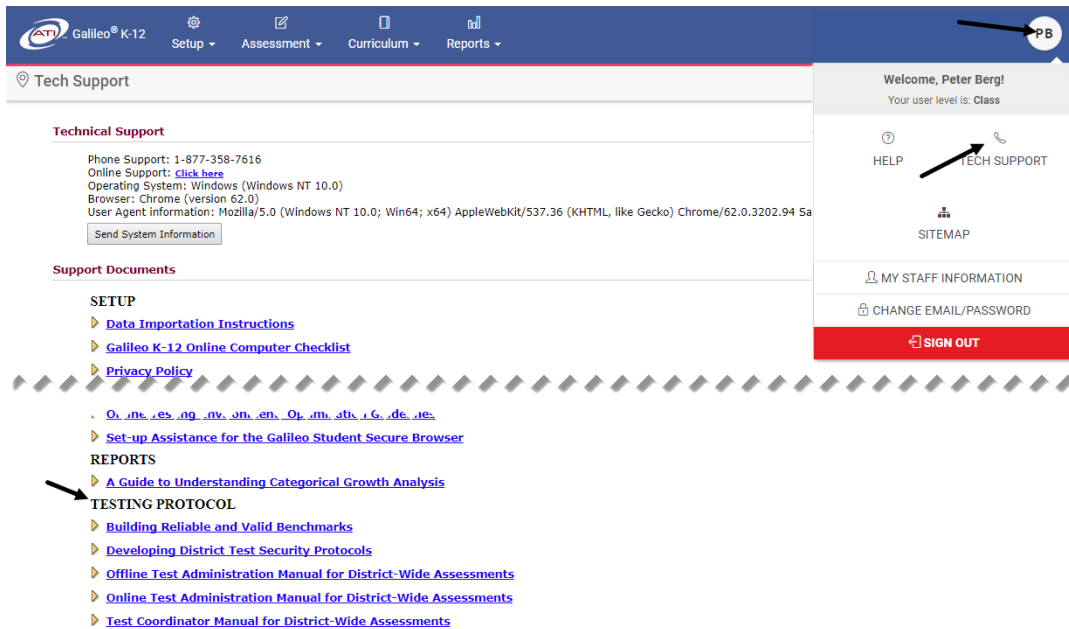 ATI Galileo® K-12
Setup
Assessment
Curriculum
Reports
PB
Tech Support
Welcome, Peter Berg!
Your user level is: Class
HELP
TECH SUPPORT
SITEMAP
MY STAFF INFORMATION
CHANGE EMAIL/PASSWORD
SIGN OUT
Technical Support
Phone Support: 1-877-358-7616
Online Support: Click here
Operating System: Windows (Windows NT 10.0)
Browser: Chrome (version 62.0)
User Agent information: Mozilla/5.0 (Windows NT 10.0; Win64; x64) AppleWebKit/537.36 (KHTML, like Gecko) Chrome/62.0.3202.94 Sa
Send System Information
Support Documents
SETUP
Data Importation Instructions
Galileo K-12 Online Computer Checklist
Privacy Policy
Set-up Assistance for the Galileo Student Secure Browser
REPORTS
A Guide to Understanding Categorical Growth Analysis
TESTING PROTOCOL
Building Reliable and Valid Benchmarks
Developing District Test Security Protocols
Offline Test Administration Manual for District-Wide Assessments
Online Test Administration Manual for District-Wide Assessments
Test Coordinator Manual for District-Wide Assessments